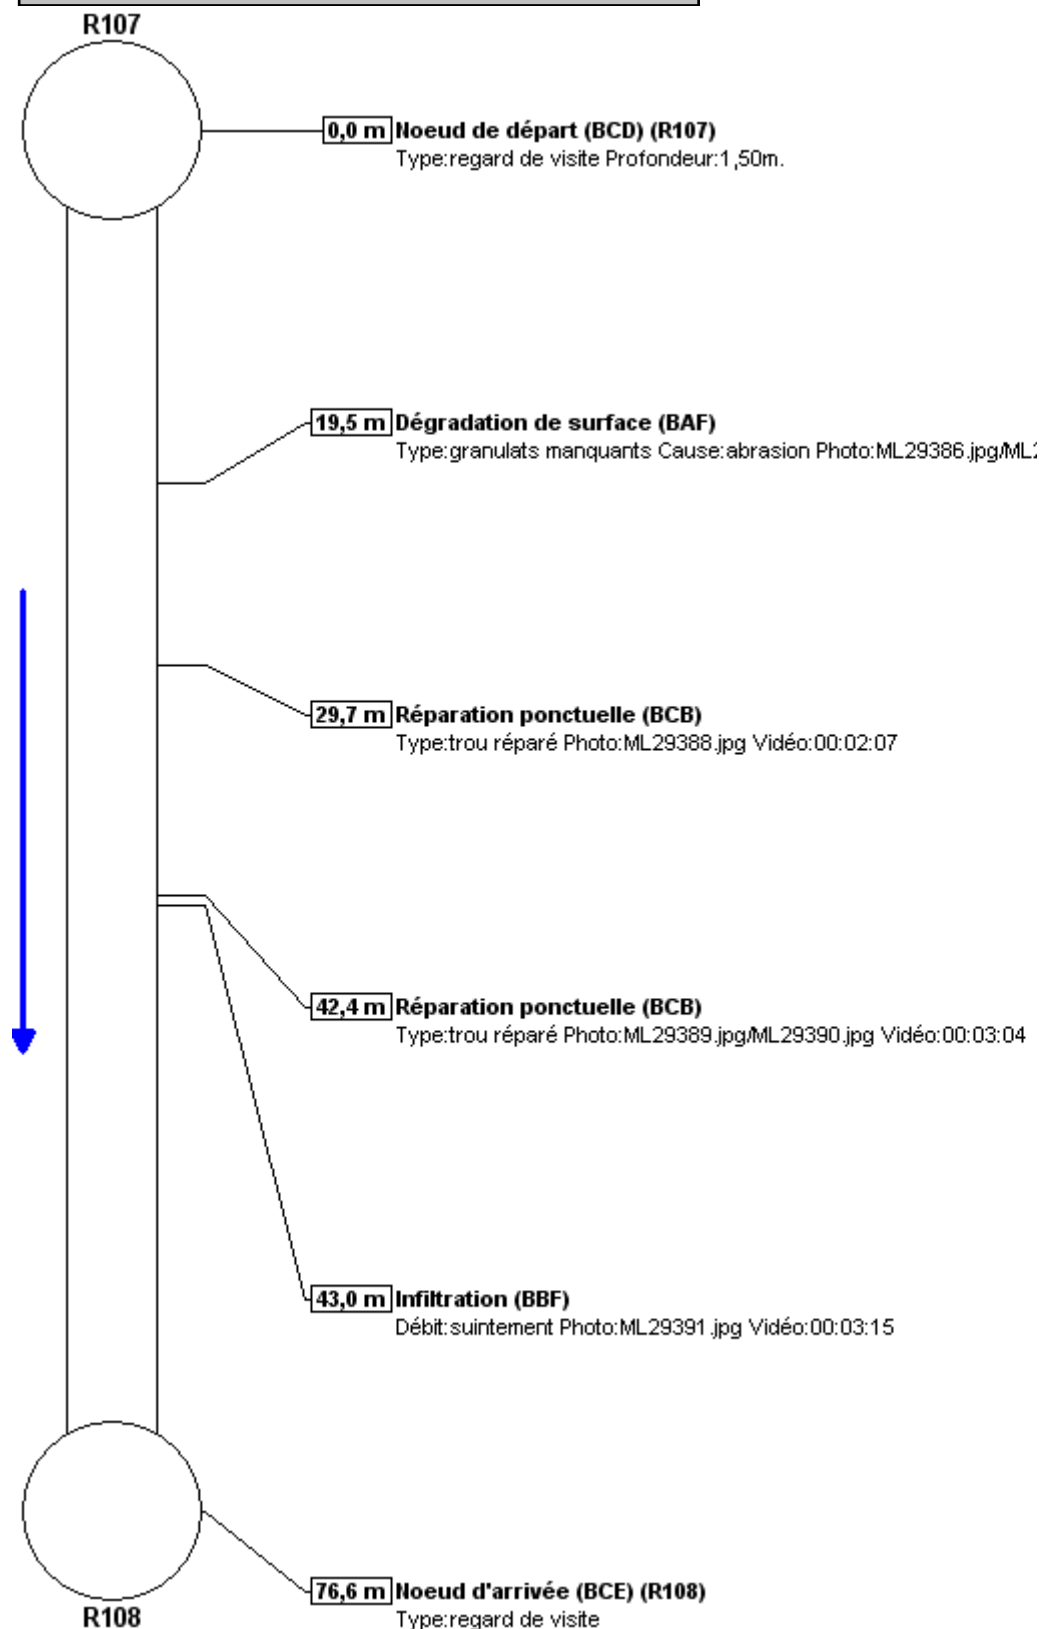 R107
0,0 m Noeud de départ (BCD) (R107)
Type:regard de visite Profondeur:1,50m.
19,5 m Dégradation de surface (BAF)
Type:granulats manquants Cause:abrasion Photo:ML29386.jpg/ML2
29,7 m Réparation ponctuelle (BCB)
Type:trou réparé Photo:ML29388.jpg Vidéo:00:02:07
42,4 m Réparation ponctuelle (BCB)
Type:trou réparé Photo:ML29389.jpg/ML29390.jpg Vidéo:00:03:04
43,0 m Infiltration (BBF)
Débit:suintement Photo:ML29391.jpg Vidéo:00:03:15
76,6 m Noeud d'arrivée (BCE) (R108)
Type:regard de visite
R108